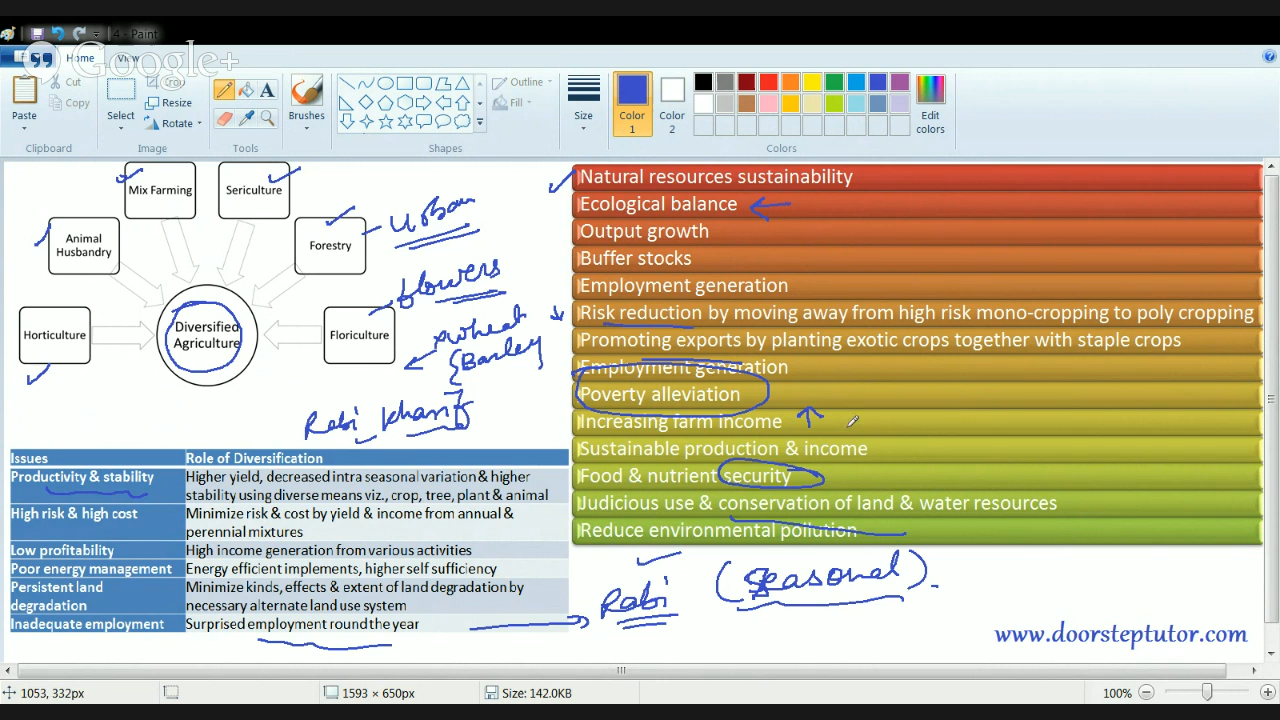 4 - Paint
Google+
Home View
Paste
Cut
Copy
Clipboard
Select
Crop
Resize
Rotate
Image
Tools
Brushes
Shapes
Outline
Fill
Size
Color 1
Color 2
Edit colors
Colors
Mix Farming
Sericulture
Animal Husbandry
Forestry
Horticulture
Floriculture
Diversified Agriculture
Urban
flowers
wheat
Barley
Rabi Kharif
Natural resources sustainability
Ecological balance
Output growth
Buffer stocks
Employment generation
Risk reduction by moving away from high risk mono-cropping to poly cropping
Promoting exports by planting exotic crops together with staple crops
Employment generation
Poverty alleviation
Increasing farm income
Sustainable production & income
Food & nutrient security
Judicious use & conservation of land & water resources
Reduce environmental pollution
Issues Role of Diversification
Productivity & stability Higher yield, decreased intra seasonal variation & higher
stability using diverse means viz., crop, tree, plant & animal
High risk & high cost Minimize risk & cost by yield & income from annual &
perennial mixtures
Low profitability High income generation from various activities
Poor energy management Energy efficient implements, higher self sufficiency
Persistent land Minimize kinds, effects & extent of land degradation by
degradation necessary alternate land use system
Inadequate employment Surprised employment round the year
Rabi (seasonal).
www.doorsteptutor.com
1053, 332px
1593 × 650px
Size: 142.0KB
100%